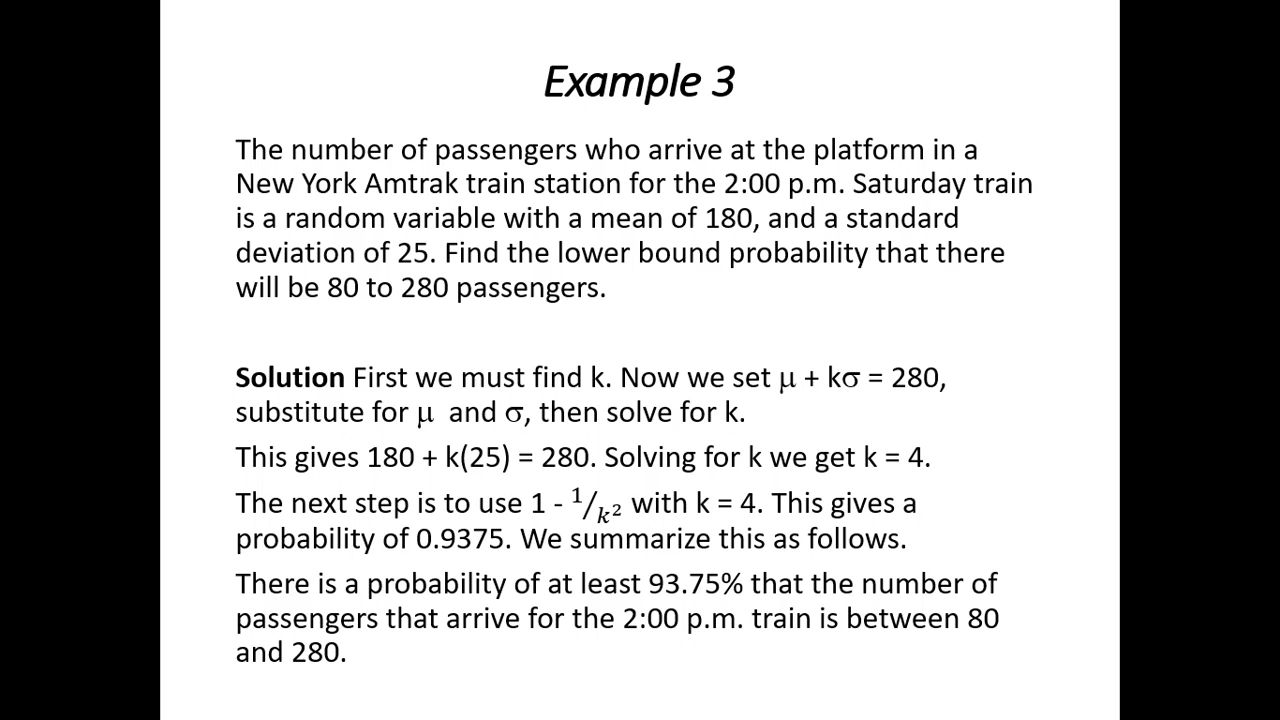 Example 3
The number of passengers who arrive at the platform in a
New York Amtrak train station for the 2:00 p.m. Saturday train
is a random variable with a mean of 180, and a standard
deviation of 25. Find the lower bound probability that there
will be 80 to 280 passengers.
Solution First we must find k. Now we set μ + kσ = 280,
substitute for μ and σ, then solve for k.
This gives 180 + k(25) = 280. Solving for k we get k = 4.
The next step is to use 1 - ¹/k² with k = 4. This gives a
probability of 0.9375. We summarize this as follows.
There is a probability of at least 93.75% that the number of
passengers that arrive for the 2:00 p.m. train is between 80
and 280.